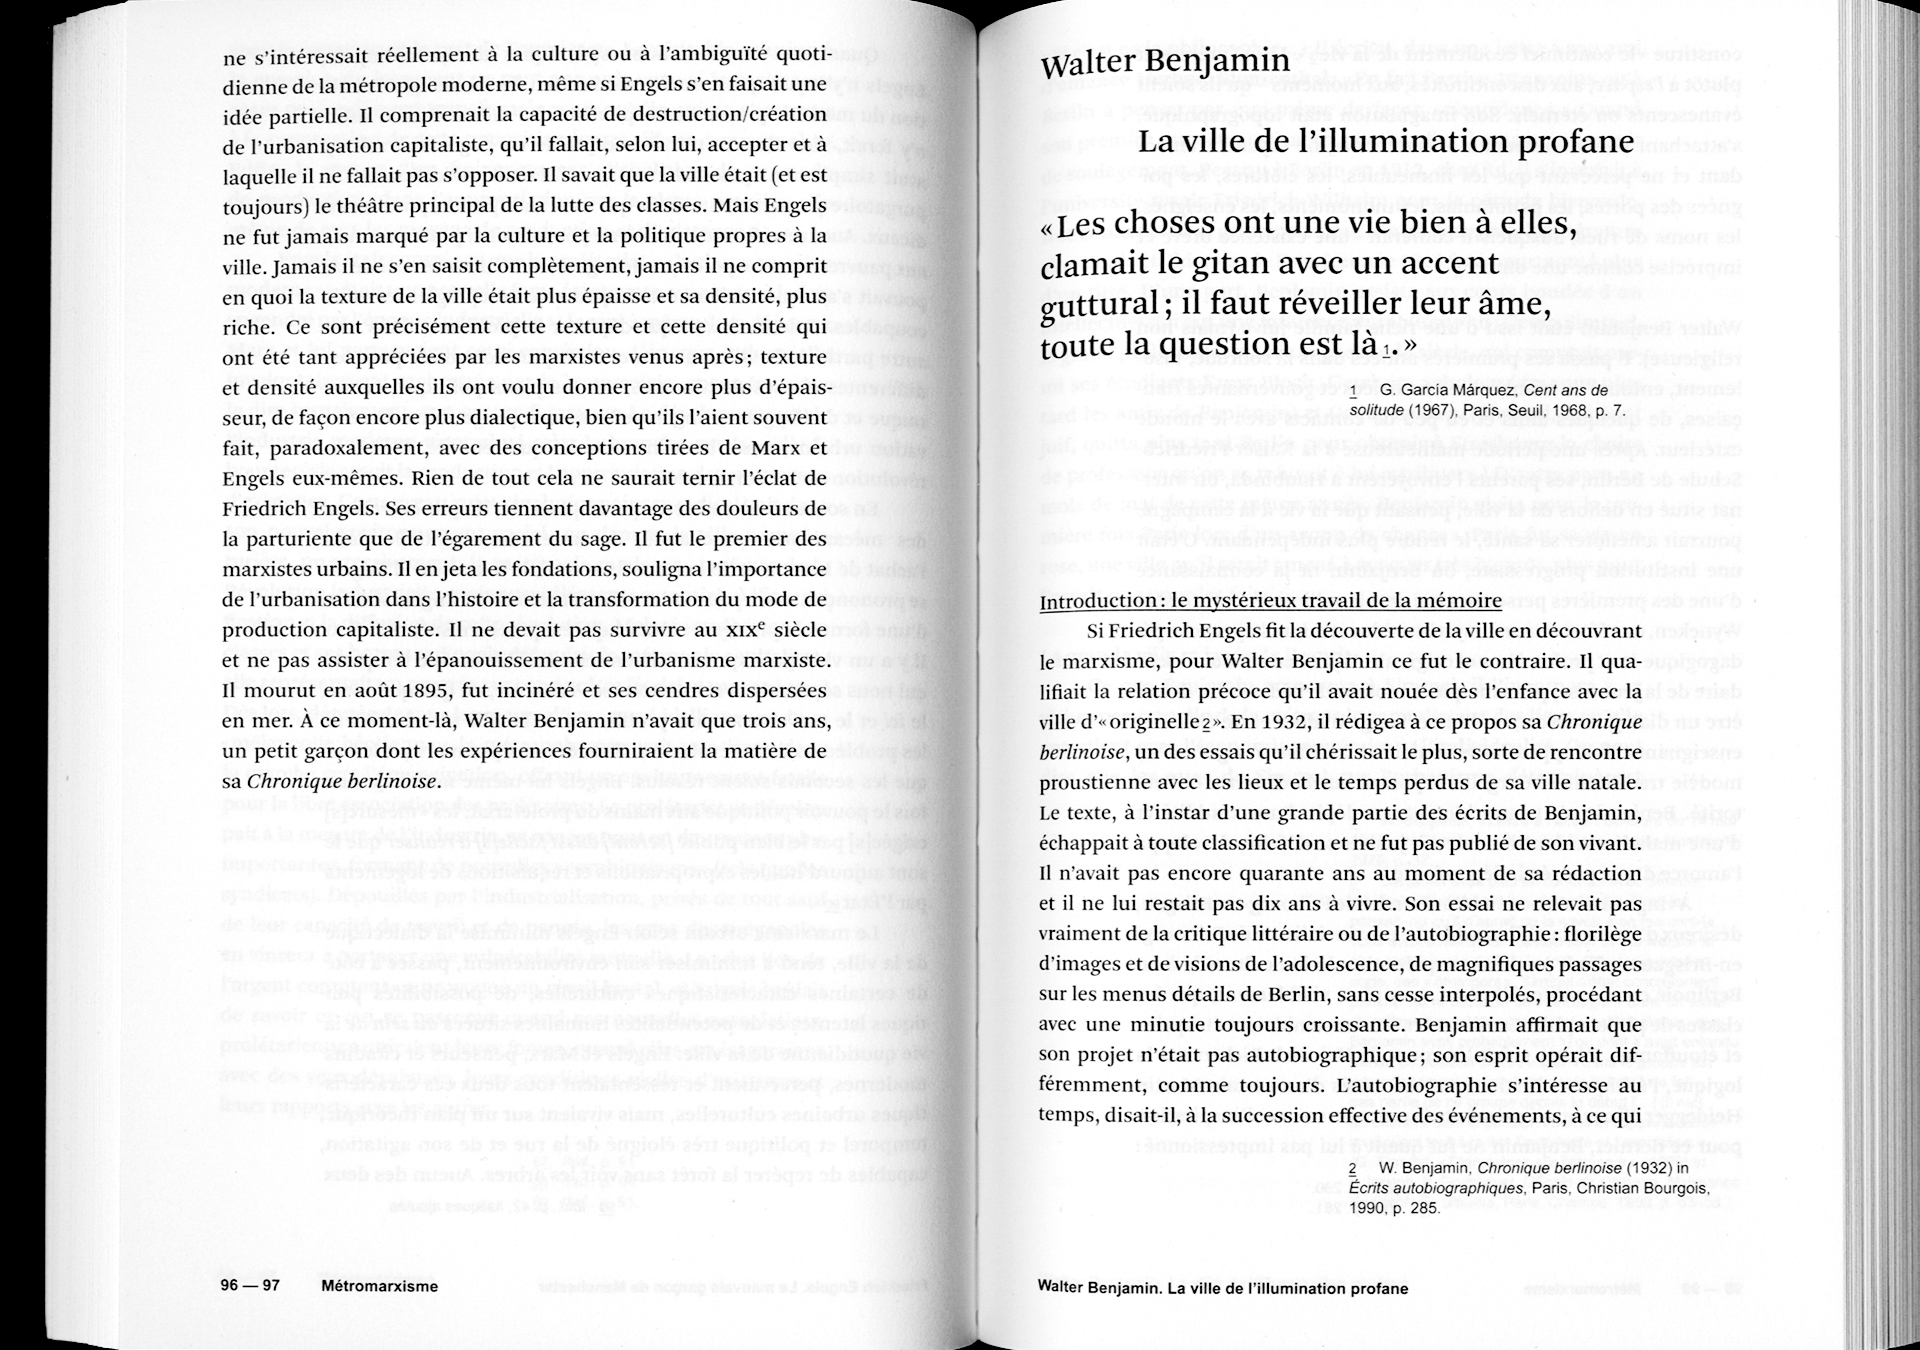 ne s’intéressait réellement à la culture ou à l’ambiguïté quoti-
dienne de la métropole moderne, même si Engels s’en faisait une
idée partielle. Il comprenait la capacité de destruction/création
de l’urbanisation capitaliste, qu’il fallait, selon lui, accepter et à
laquelle il ne fallait pas s’opposer. Il savait que la ville était (et est
toujours) le théâtre principal de la lutte des classes. Mais Engels
ne fut jamais marqué par la culture et la politique propres à la
ville. Jamais il ne s’en saisit complètement, jamais il ne comprit
en quoi la texture de la ville était plus épaisse et sa densité, plus
riche. Ce sont précisément cette texture et cette densité qui
ont été tant appréciées par les marxistes venus après ; texture
et densité auxquelles ils ont voulu donner encore plus d’épais-
seur, de façon encore plus dialectique, bien qu’ils l’aient souvent
fait, paradoxalement, avec des conceptions tirées de Marx et
Engels eux-mêmes. Rien de tout cela ne saurait ternir l’éclat de
Friedrich Engels. Ses erreurs tiennent davantage des douleurs de
la parturiente que de l’égarement du sage. Il fut le premier des
marxistes urbains. Il en jeta les fondations, souligna l’importance
de l’urbanisation dans l’histoire et la transformation du mode de
production capitaliste. Il ne devait pas survivre au XIXe siècle
et ne pas assister à l’épanouissement de l’urbanisme marxiste.
Il mourut en août 1895, fut incinéré et ses cendres dispersées
en mer. À ce moment-là, Walter Benjamin n’avait que trois ans,
un petit garçon dont les expériences fourniraient la matière de
sa Chronique berlinoise.
96 — 97 Métromarxisme
Walter Benjamin
La ville de l’illumination profane
« Les choses ont une vie bien à elles,
clamait le gitan avec un accent
guttural ; il faut réveiller leur âme,
toute la question est là 1. »
1 G. García Márquez, Cent ans de
solitude (1967), Paris, Seuil, 1968, p. 7.
Introduction : le mystérieux travail de la mémoire
Si Friedrich Engels fit la découverte de la ville en découvrant
le marxisme, pour Walter Benjamin ce fut le contraire. Il qua-
lifiait la relation précoce qu’il avait nouée dès l’enfance avec la
ville d’« originelle 2 ». En 1932, il rédigea à ce propos sa Chronique
berlinoise, un des essais qu’il chérissait le plus, sorte de rencontre
proustienne avec les lieux et le temps perdus de sa ville natale.
Le texte, à l’instar d’une grande partie des écrits de Benjamin,
échappait à toute classification et ne fut pas publié de son vivant.
Il n’avait pas encore quarante ans au moment de sa rédaction
et il ne lui restait pas dix ans à vivre. Son essai ne relevait pas
vraiment de la critique littéraire ou de l’autobiographie : florilège
d’images et de visions de l’adolescence, de magnifiques passages
sur les menus détails de Berlin, sans cesse interpolés, procédant
avec une minutie toujours croissante. Benjamin affirmait que
son projet n’était pas autobiographique ; son esprit opérait dif-
féremment, comme toujours. L’autobiographie s’intéresse au
temps, disait-il, à la succession effective des événements, à ce qui
2 W. Benjamin, Chronique berlinoise (1932) in
Écrits autobiographiques, Paris, Christian Bourgois,
1990, p. 285.
Walter Benjamin. La ville de l’illumination profane